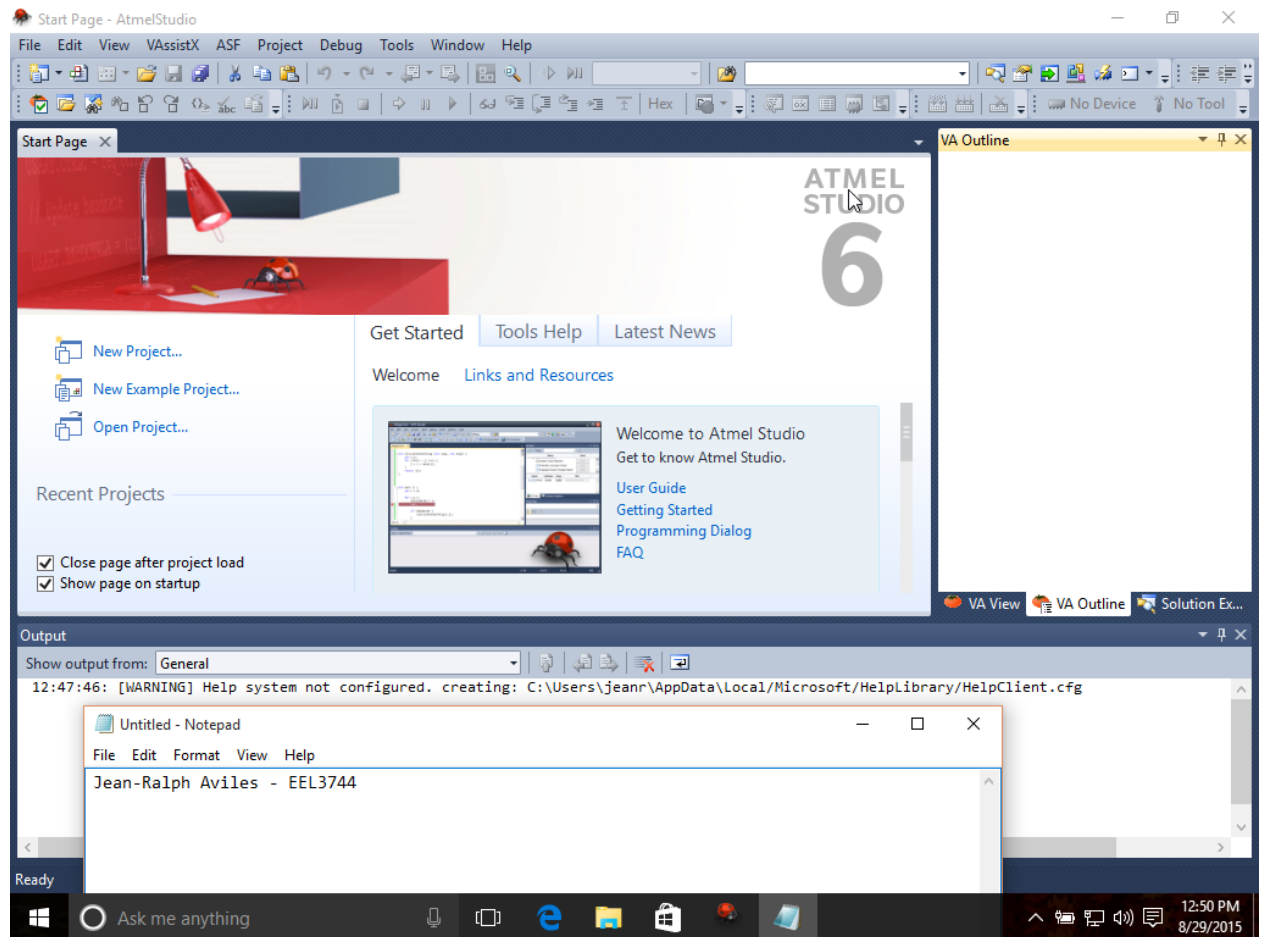 Start Page - AtmelStudio
File Edit View VAssistX ASF Project Debug Tools Window Help
Hex
No Device No Tool
Start Page
VA Outline
ATMEL
STUDIO
6
New Project...
New Example Project...
Open Project...
Recent Projects
Close page after project load
Show page on startup
Get Started Tools Help Latest News
Welcome Links and Resources
Welcome to Atmel Studio
Get to know Atmel Studio.
User Guide
Getting Started
Programming Dialog
FAQ
VA View VA Outline Solution Ex...
Output
Show output from: General
12:47:46: [WARNING] Help system not configured. creating: C:\Users\jeanr\AppData\Local/Microsoft/HelpLibrary/HelpClient.cfg
Untitled - Notepad
File Edit Format View Help
Jean-Ralph Aviles - EEL3744
Ready
Ask me anything
12:50 PM
8/29/2015